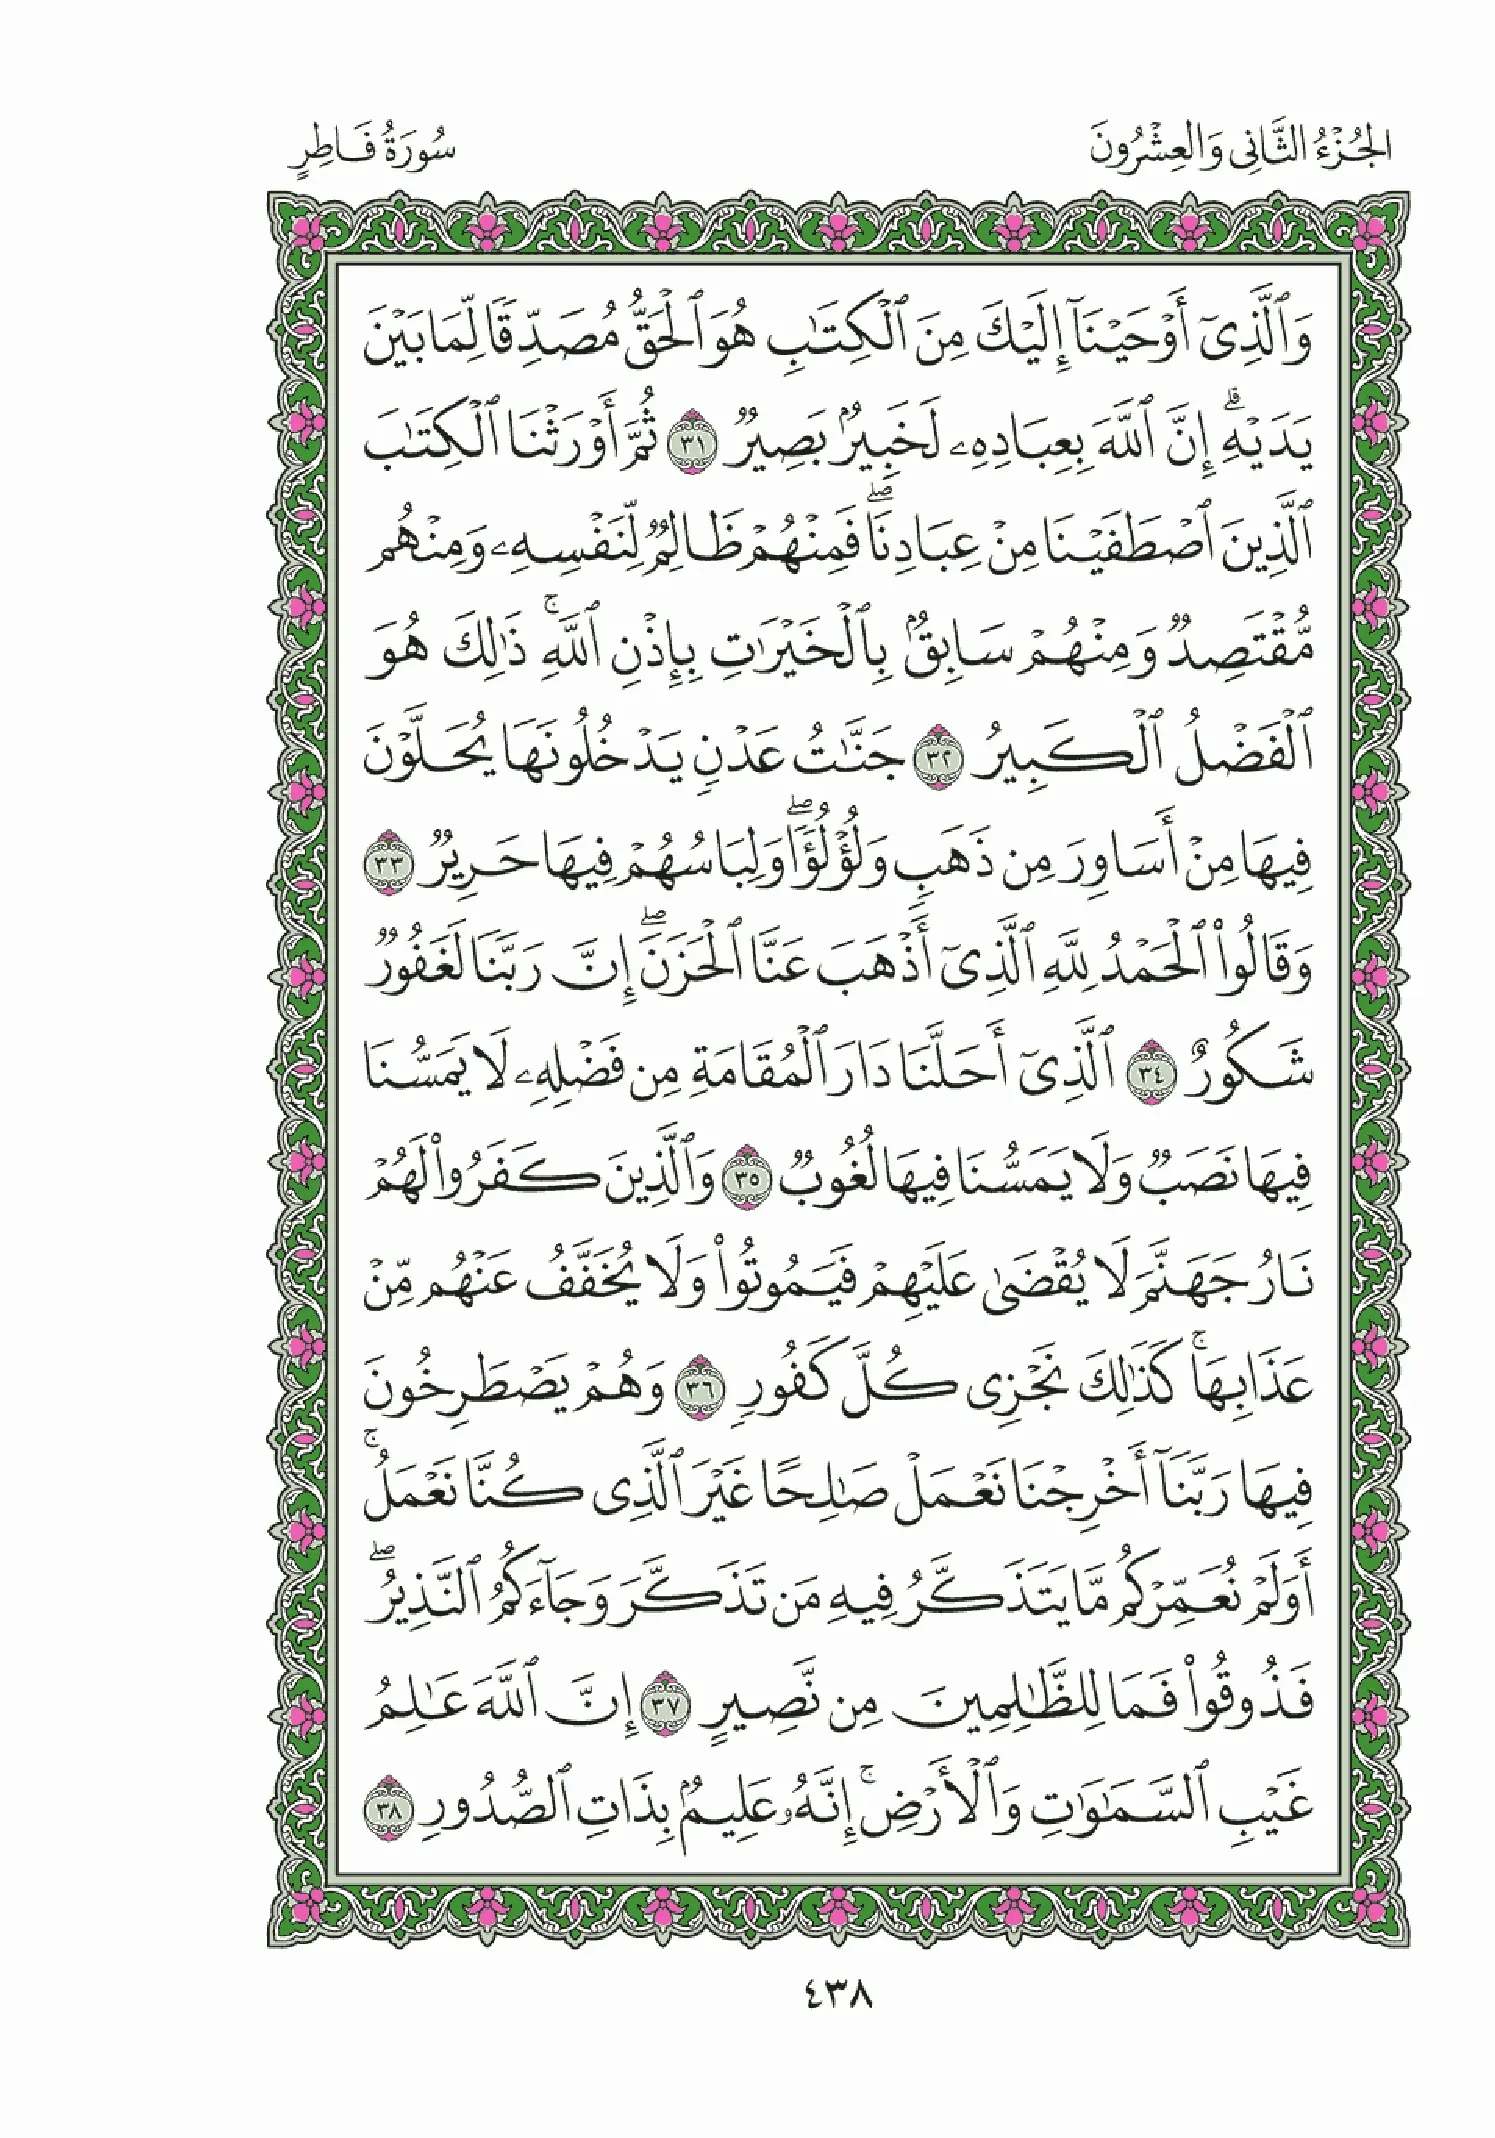 الجُزْءُ الثَّانِي وَالعِشْرُونَ
سُورَةُ فَاطِرٍ
وَٱلَّذِيٓ أَوْحَيْنَآ إِلَيْكَ مِنَ ٱلْكِتَٰبِ هُوَ ٱلْحَقُّ مُصَدِّقٗا لِّمَا بَيْنَ
يَدَيْهِۗ إِنَّ ٱللَّهَ بِعِبَادِهِۦ لَخَبِيرُۢ بَصِيرٞ ٣١ ثُمَّ أَوْرَثْنَا ٱلْكِتَٰبَ
ٱلَّذِينَ ٱصْطَفَيْنَا مِنْ عِبَادِنَاۖ فَمِنْهُمْ ظَالِمٞ لِّنَفْسِهِۦ وَمِنْهُم
مُّقْتَصِدٞ وَمِنْهُمْ سَابِقُۢ بِٱلْخَيْرَٰتِ بِإِذْنِ ٱللَّهِۚ ذَٰلِكَ هُوَ
ٱلْفَضْلُ ٱلْكَبِيرُ ٣٢ جَنَّٰتُ عَدْنٖ يَدْخُلُونَهَا يُحَلَّوْنَ
فِيهَا مِنْ أَسَاوِرَ مِن ذَهَبٖ وَلُؤْلُؤٗاۖ وَلِبَاسُهُمْ فِيهَا حَرِيرٞ ٣٣
وَقَالُواْ ٱلْحَمْدُ لِلَّهِ ٱلَّذِيٓ أَذْهَبَ عَنَّا ٱلْحَزَنَۖ إِنَّ رَبَّنَا لَغَفُورٞ
شَكُورٌ ٣٤ ٱلَّذِيٓ أَحَلَّنَا دَارَ ٱلْمُقَامَةِ مِن فَضْلِهِۦ لَا يَمَسُّنَا
فِيهَا نَصَبٞ وَلَا يَمَسُّنَا فِيهَا لُغُوبٞ ٣٥ وَٱلَّذِينَ كَفَرُواْ لَهُمْ
نَارُ جَهَنَّمَ لَا يُقْضَىٰ عَلَيْهِمْ فَيَمُوتُواْ وَلَا يُخَفَّفُ عَنْهُم مِّنْ
عَذَابِهَاۚ كَذَٰلِكَ نَجْزِي كُلَّ كَفُورٖ ٣٦ وَهُمْ يَصْطَرِخُونَ
فِيهَا رَبَّنَآ أَخْرِجْنَا نَعْمَلْ صَٰلِحًا غَيْرَ ٱلَّذِي كُنَّا نَعْمَلُۚ
أَوَلَمْ نُعَمِّرْكُم مَّا يَتَذَكَّرُ فِيهِ مَن تَذَكَّرَ وَجَآءَكُمُ ٱلنَّذِيرُۖ
فَذُوقُواْ فَمَا لِلظَّٰلِمِينَ مِن نَّصِيرٍ ٣٧ إِنَّ ٱللَّهَ عَٰلِمُ
غَيْبِ ٱلسَّمَٰوَٰتِ وَٱلْأَرْضِۚ إِنَّهُۥ عَلِيمُۢ بِذَاتِ ٱلصُّدُورِ ٣٨
٤٣٨